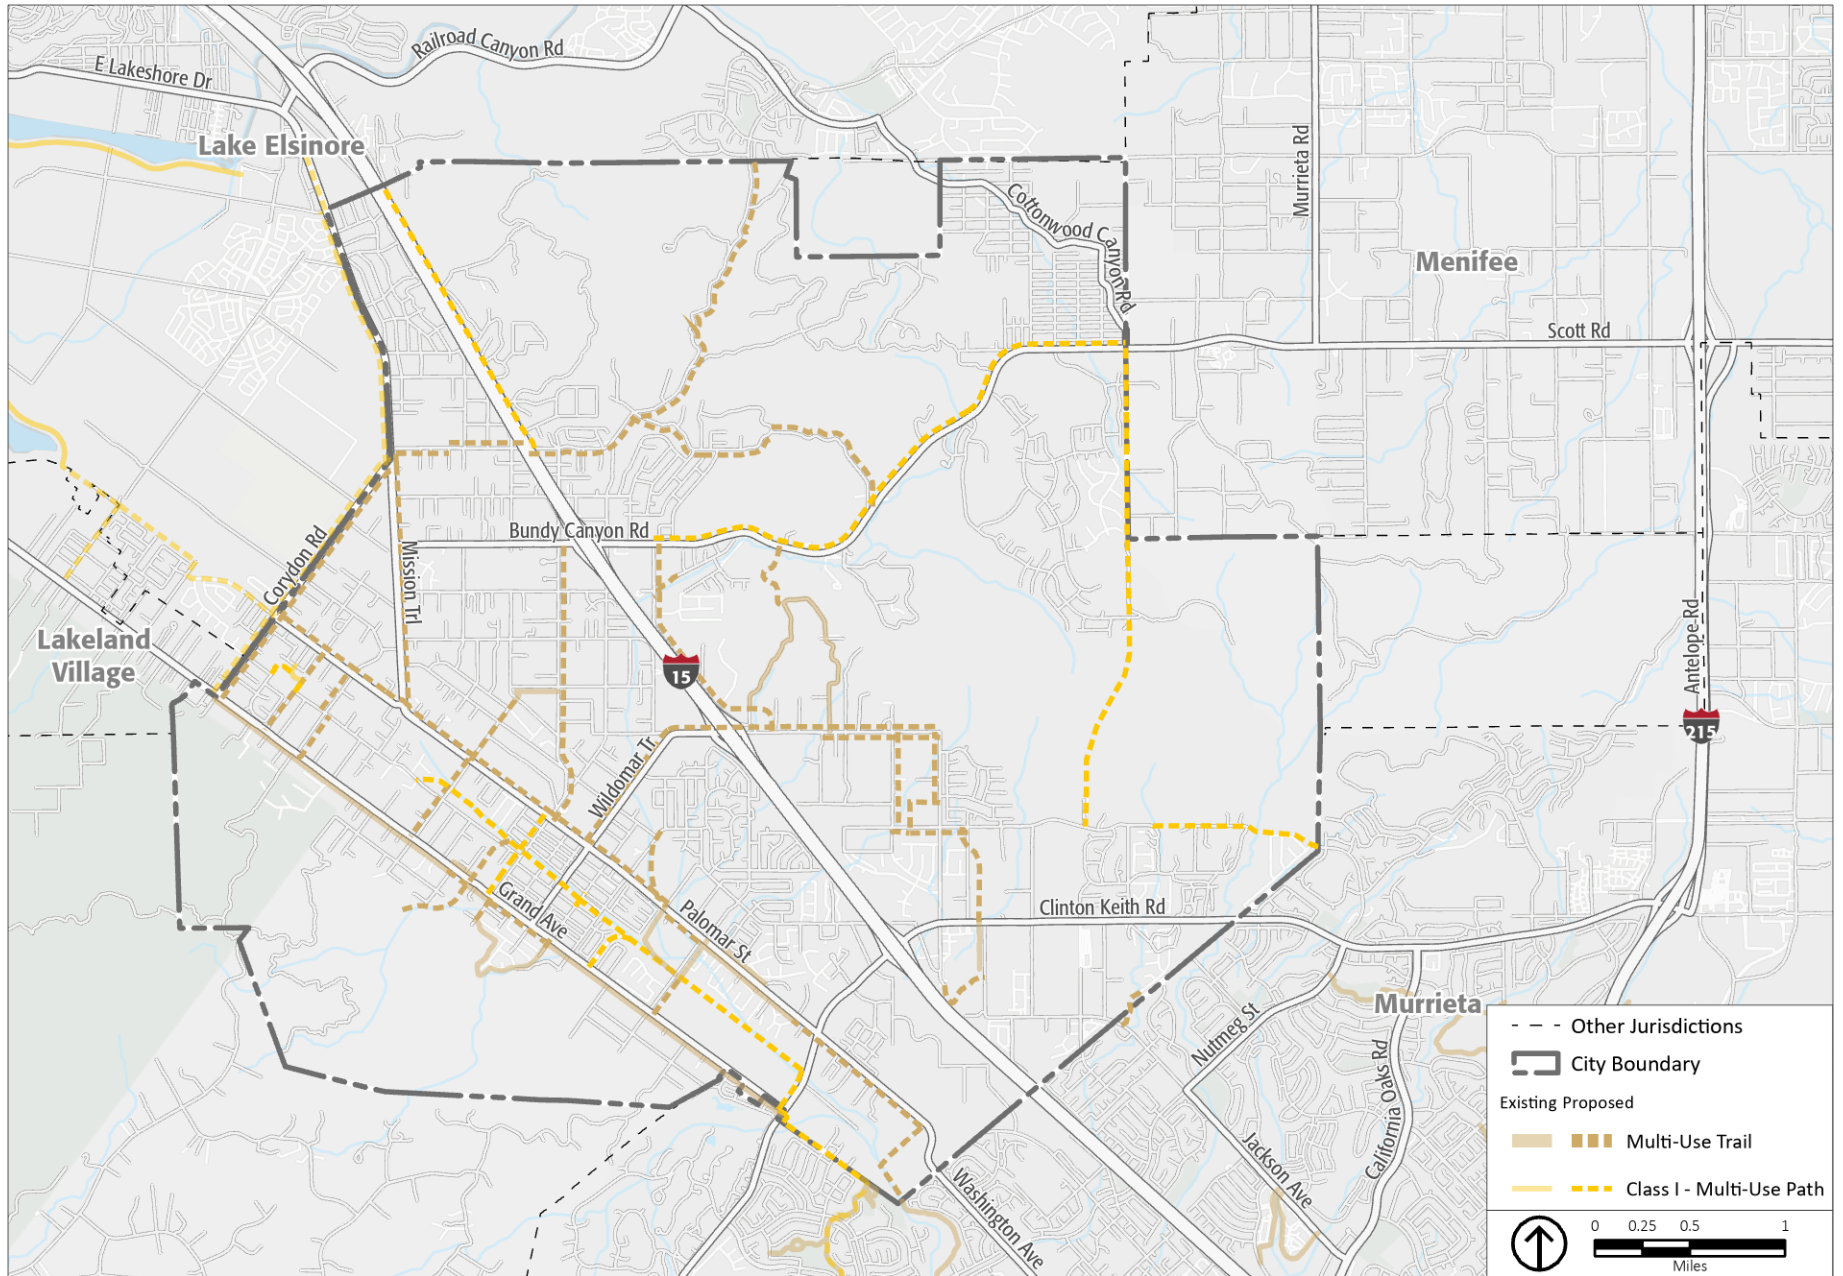 Railroad Canyon Rd
E Lakeshore Dr
Lake Elsinore
Murrieta Rd
Cottonwood Canyon Rd
Menifee
Scott Rd
Bundy Canyon Rd
Corydon Rd
Mission Trl
Lakeland
Village
15
Antelope Rd
215
Wildomar Tr
Grand Ave
Palomar St
Clinton Keith Rd
Murrieta
Nutmeg St
California Oaks Rd
Jackson Ave
Washington Ave
Other Jurisdictions
City Boundary
Existing Proposed
Multi-Use Trail
Class I - Multi-Use Path
0 0.25 0.5 1
Miles